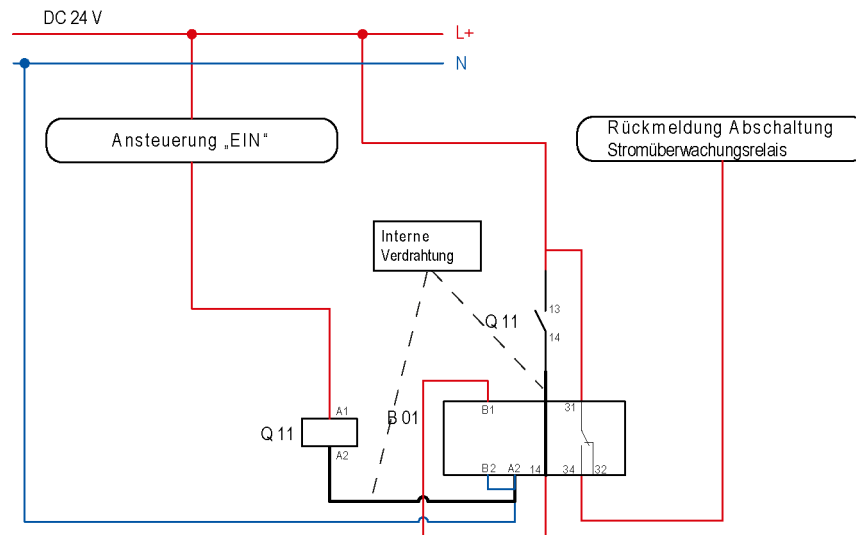 DC 24 V
L+
N
Ansteuerung „EIN“
Rückmeldung Abschaltung
Stromüberwachungsrelais
Interne
Verdrahtung
Q 11
13
14
Q 11
A1
A2
B 01
B1
31
B2
A2
14
34
32